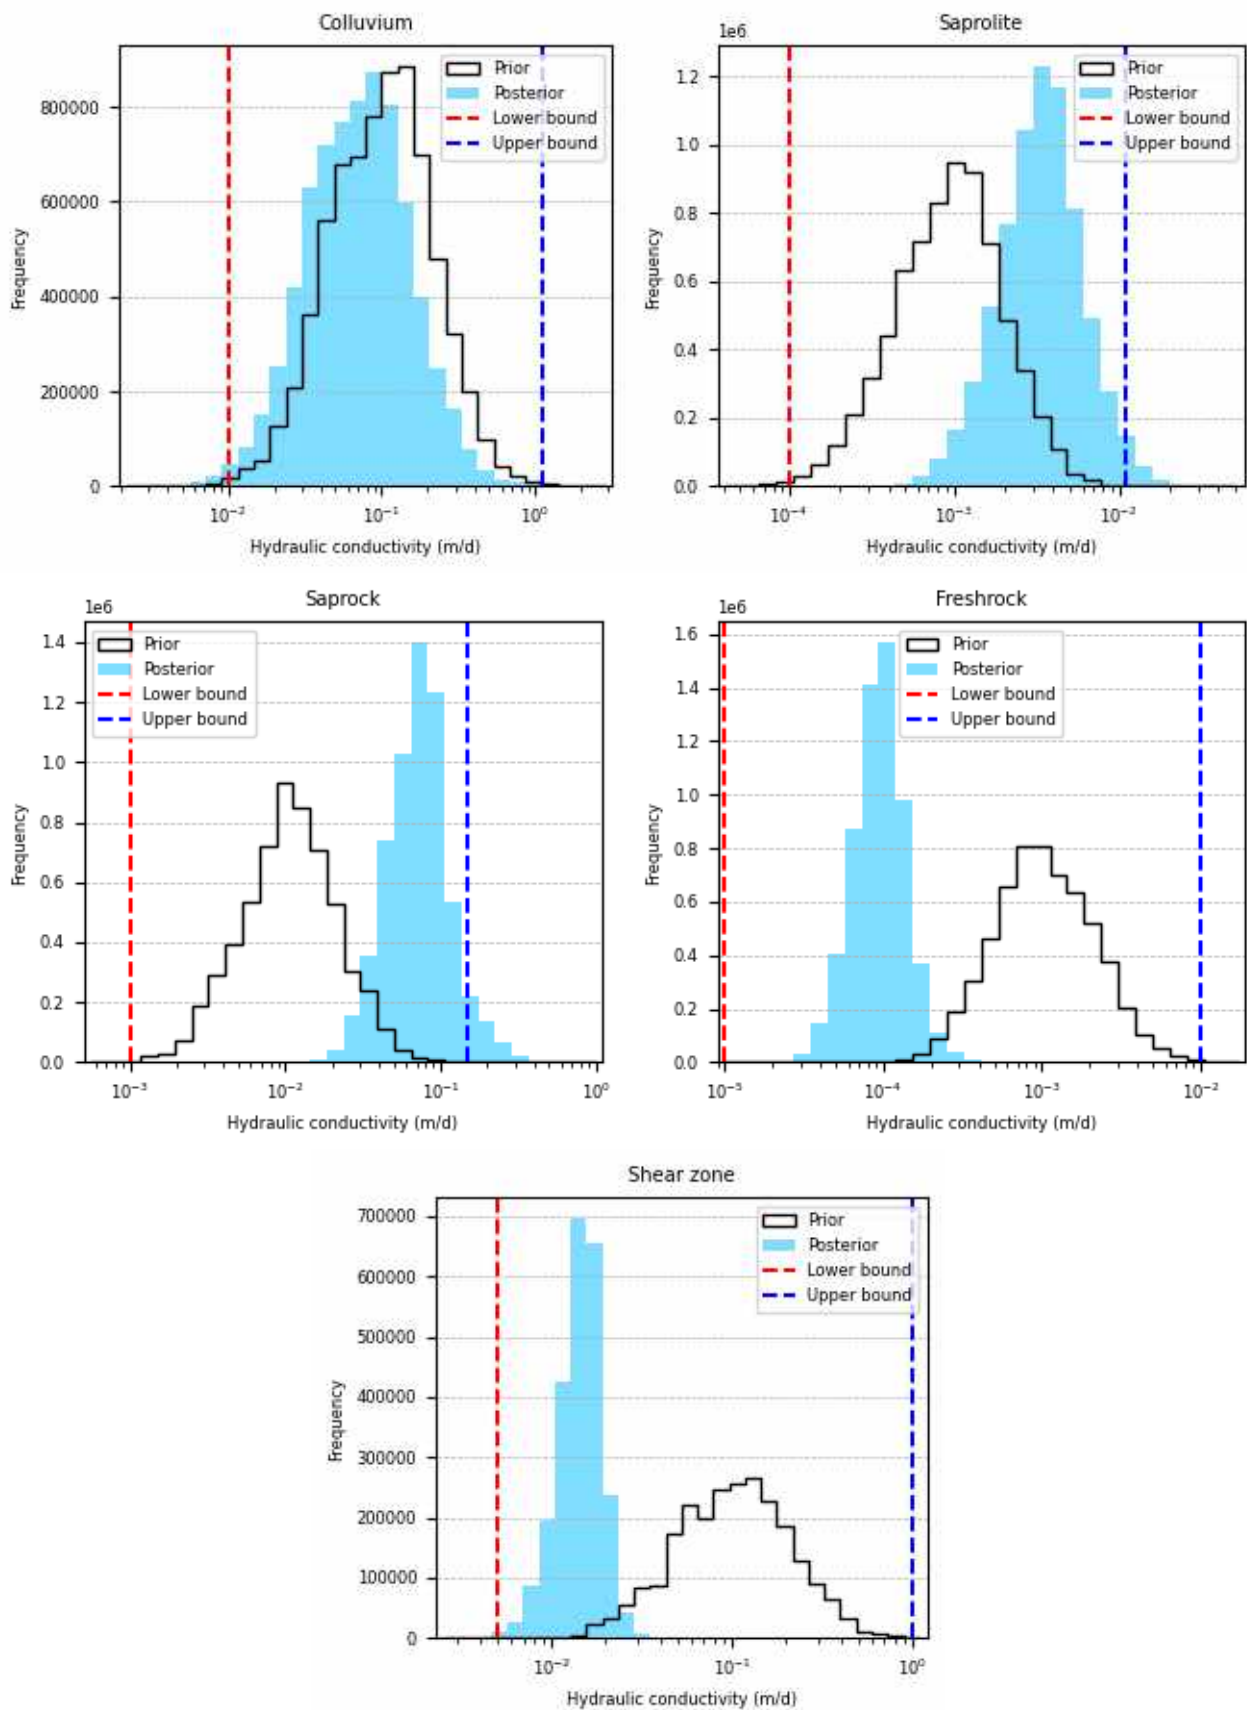 Colluvium
Prior
Posterior
Lower bound
Upper bound
800000
600000
400000
200000
0
Frequency
10⁻² 10⁻¹ 10⁰
Hydraulic conductivity (m/d)
Saprolite
1e6
Prior
Posterior
Lower bound
Upper bound
1.2
1.0
0.8
0.6
0.4
0.2
0.0
Frequency
10⁻⁴ 10⁻³ 10⁻²
Hydraulic conductivity (m/d)
Saprock
1e6
Prior
Posterior
Lower bound
Upper bound
1.4
1.2
1.0
0.8
0.6
0.4
0.2
0.0
Frequency
10⁻³ 10⁻² 10⁻¹ 10⁰
Hydraulic conductivity (m/d)
Freshrock
1e6
Prior
Posterior
Lower bound
Upper bound
1.6
1.4
1.2
1.0
0.8
0.6
0.4
0.2
0.0
Frequency
10⁻⁵ 10⁻⁴ 10⁻³ 10⁻²
Hydraulic conductivity (m/d)
Shear zone
Prior
Posterior
Lower bound
Upper bound
700000
600000
500000
400000
300000
200000
100000
0
Frequency
10⁻² 10⁻¹ 10⁰
Hydraulic conductivity (m/d)